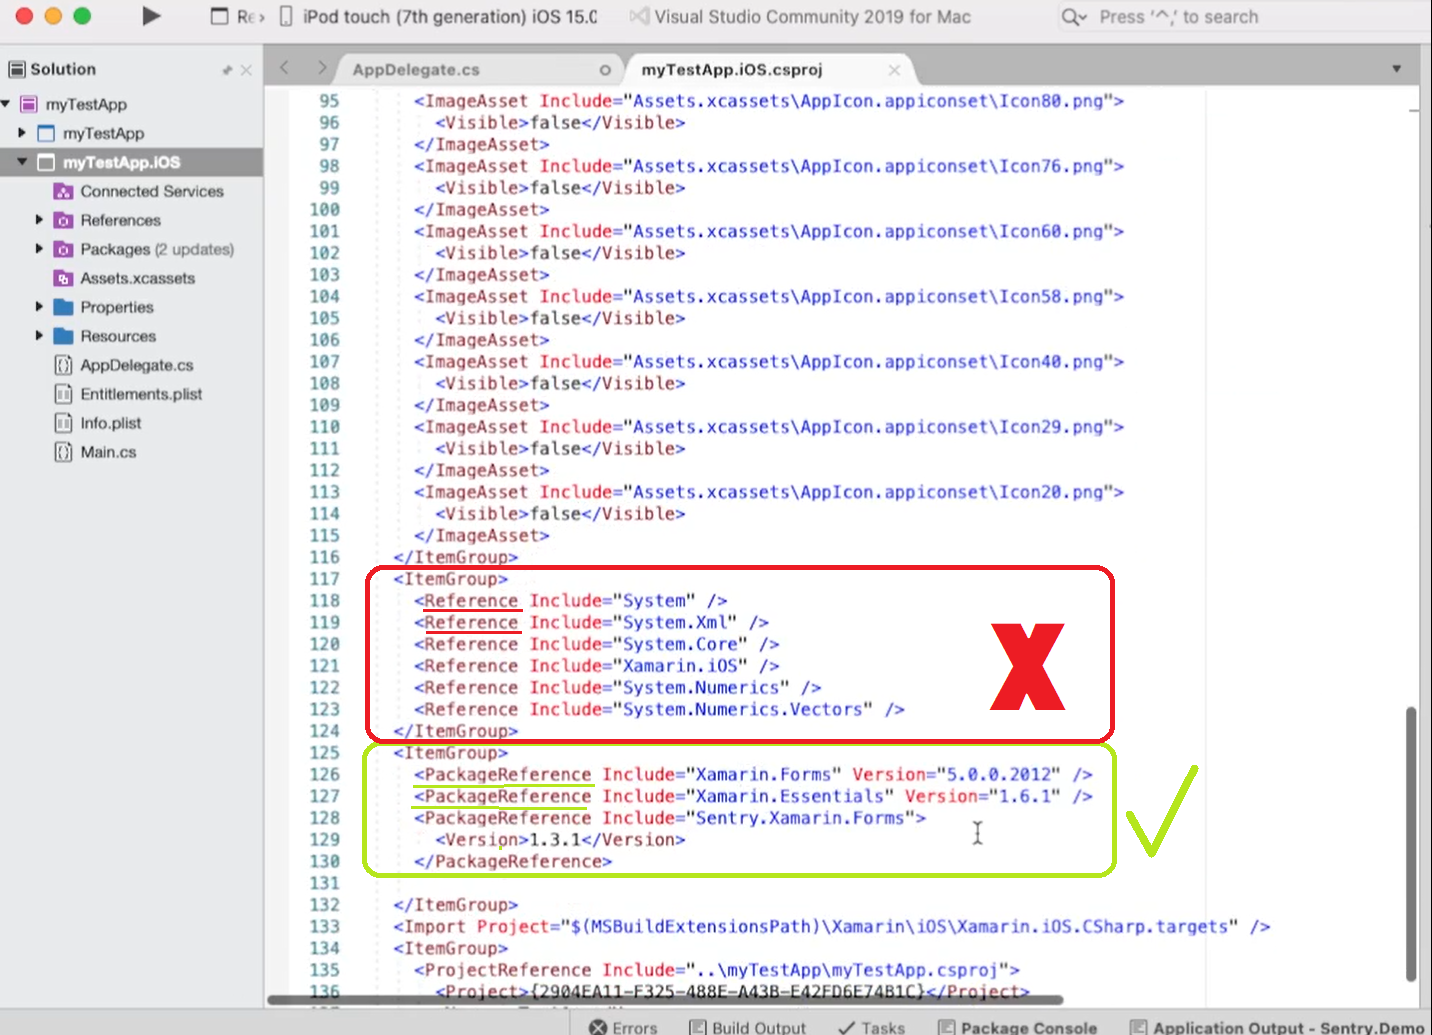 Re › iPod touch (7th generation) iOS 15.0 Visual Studio Community 2019 for Mac Press '^,' to search
Solution
AppDelegate.cs
myTestApp.iOS.csproj
myTestApp
myTestApp
myTestApp.iOS
Connected Services
References
Packages (2 updates)
Assets.xcassets
Properties
Resources
AppDelegate.cs
Entitlements.plist
Info.plist
Main.cs
95 <ImageAsset Include="Assets.xcassets\AppIcon.appiconset\Icon80.png">
96 <Visible>false</Visible>
97 </ImageAsset>
98 <ImageAsset Include="Assets.xcassets\AppIcon.appiconset\Icon76.png">
99 <Visible>false</Visible>
100 </ImageAsset>
101 <ImageAsset Include="Assets.xcassets\AppIcon.appiconset\Icon60.png">
102 <Visible>false</Visible>
103 </ImageAsset>
104 <ImageAsset Include="Assets.xcassets\AppIcon.appiconset\Icon58.png">
105 <Visible>false</Visible>
106 </ImageAsset>
107 <ImageAsset Include="Assets.xcassets\AppIcon.appiconset\Icon40.png">
108 <Visible>false</Visible>
109 </ImageAsset>
110 <ImageAsset Include="Assets.xcassets\AppIcon.appiconset\Icon29.png">
111 <Visible>false</Visible>
112 </ImageAsset>
113 <ImageAsset Include="Assets.xcassets\AppIcon.appiconset\Icon20.png">
114 <Visible>false</Visible>
115 </ImageAsset>
116 </ItemGroup>
117 <ItemGroup>
118 <Reference Include="System" />
119 <Reference Include="System.Xml" />
120 <Reference Include="System.Core" />
121 <Reference Include="Xamarin.iOS" />
122 <Reference Include="System.Numerics" />
123 <Reference Include="System.Numerics.Vectors" />
124 </ItemGroup>
X
125 <ItemGroup>
126 <PackageReference Include="Xamarin.Forms" Version="5.0.0.2012" />
127 <PackageReference Include="Xamarin.Essentials" Version="1.6.1" />
128 <PackageReference Include="Sentry.Xamarin.Forms">
129 <Version>1.3.1</Version>
130 </PackageReference>
131
132 </ItemGroup>
133 <Import Project="$(MSBuildExtensionsPath)\Xamarin\iOS\Xamarin.iOS.CSharp.targets" />
134 <ItemGroup>
135 <ProjectReference Include="..\myTestApp\myTestApp.csproj">
136 <Project>{2904EA11-F325-488E-A43B-E42FD6E74B1C}</Project>
Errors Build Output Tasks Package Console Application Output - Sentry.Demo